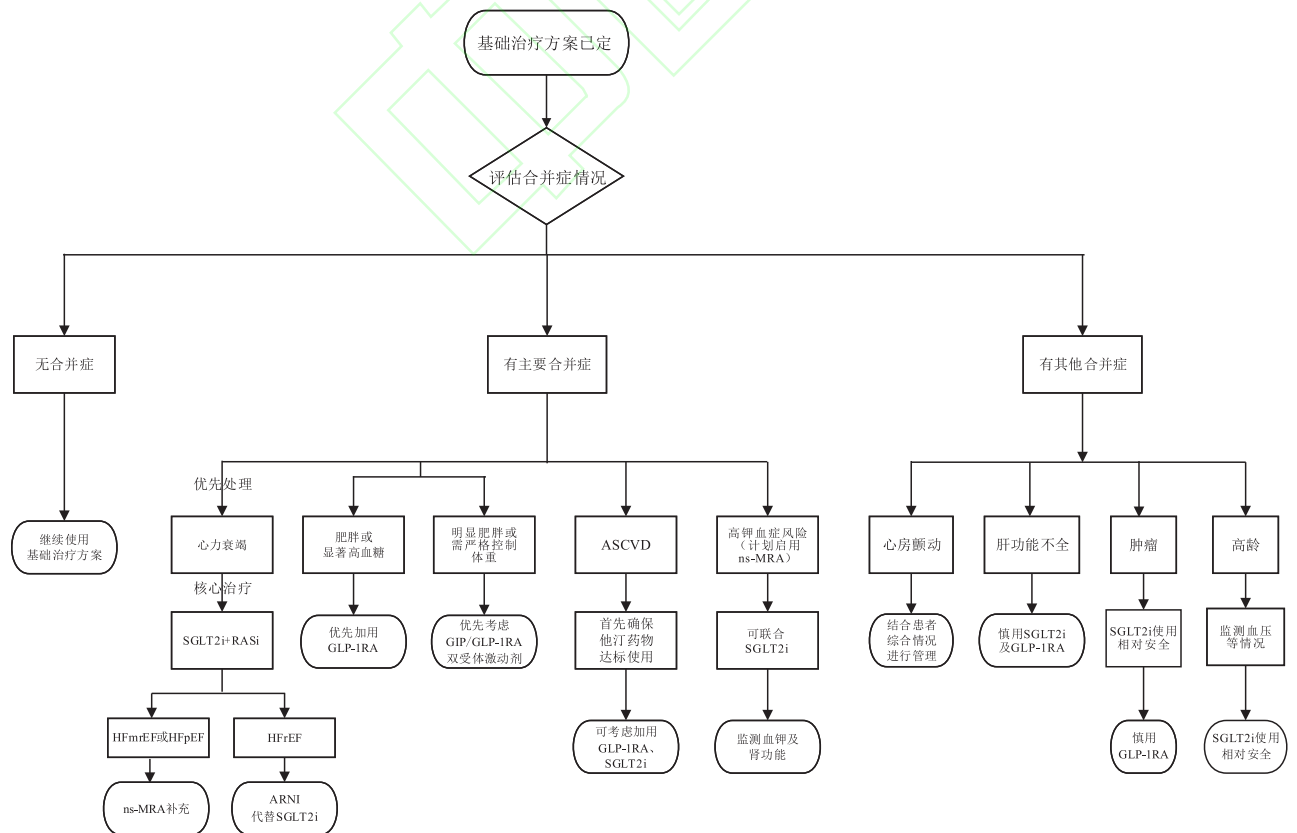 基础治疗方案已定
评估合并症情况
无合并症
有主要合并症
有其他合并症
继续使用
基础治疗方案
优先处理
心力衰竭
核心治疗
SGLT2i+RASi
HFmrEF或HFpEF
HFrEF
ns-MRA补充
ARNI
代替SGLT2i
肥胖或
显著高血糖
优先加用
GLP-1RA
明显肥胖或
需严格控制
体重
优先考虑
GIP/GLP-1RA
双受体激动剂
ASCVD
首先确保
他汀药物
达标使用
可考虑加用
GLP-1RA、
SGLT2i
高钾血症风险
（计划启用
ns-MRA）
可联合
SGLT2i
监测血钾及
肾功能
心房颤动
结合患者
综合情况
进行管理
肝功能不全
慎用SGLT2i
及GLP-1RA
肿瘤
SGLT2i使用
相对安全
慎用
GLP-1RA
高龄
监测血压
等情况
SGLT2i使用
相对安全